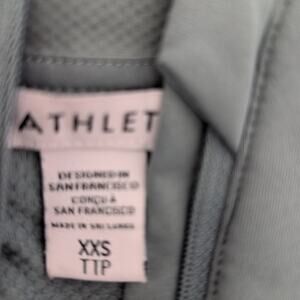 ATHLET
DESIGNED IN
SAN FRANCISCO
CONÇU À
SAN FRANCISCO
MADE IN SRI LANKA
XXS
TTP